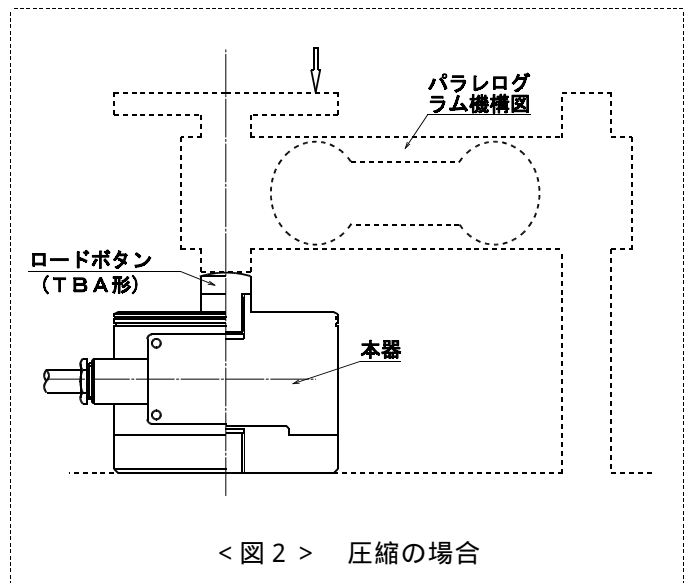 パラレログ
ラム機構図
ロードボタン
（ＴＢＡ形）
本器
＜図２＞　圧縮の場合